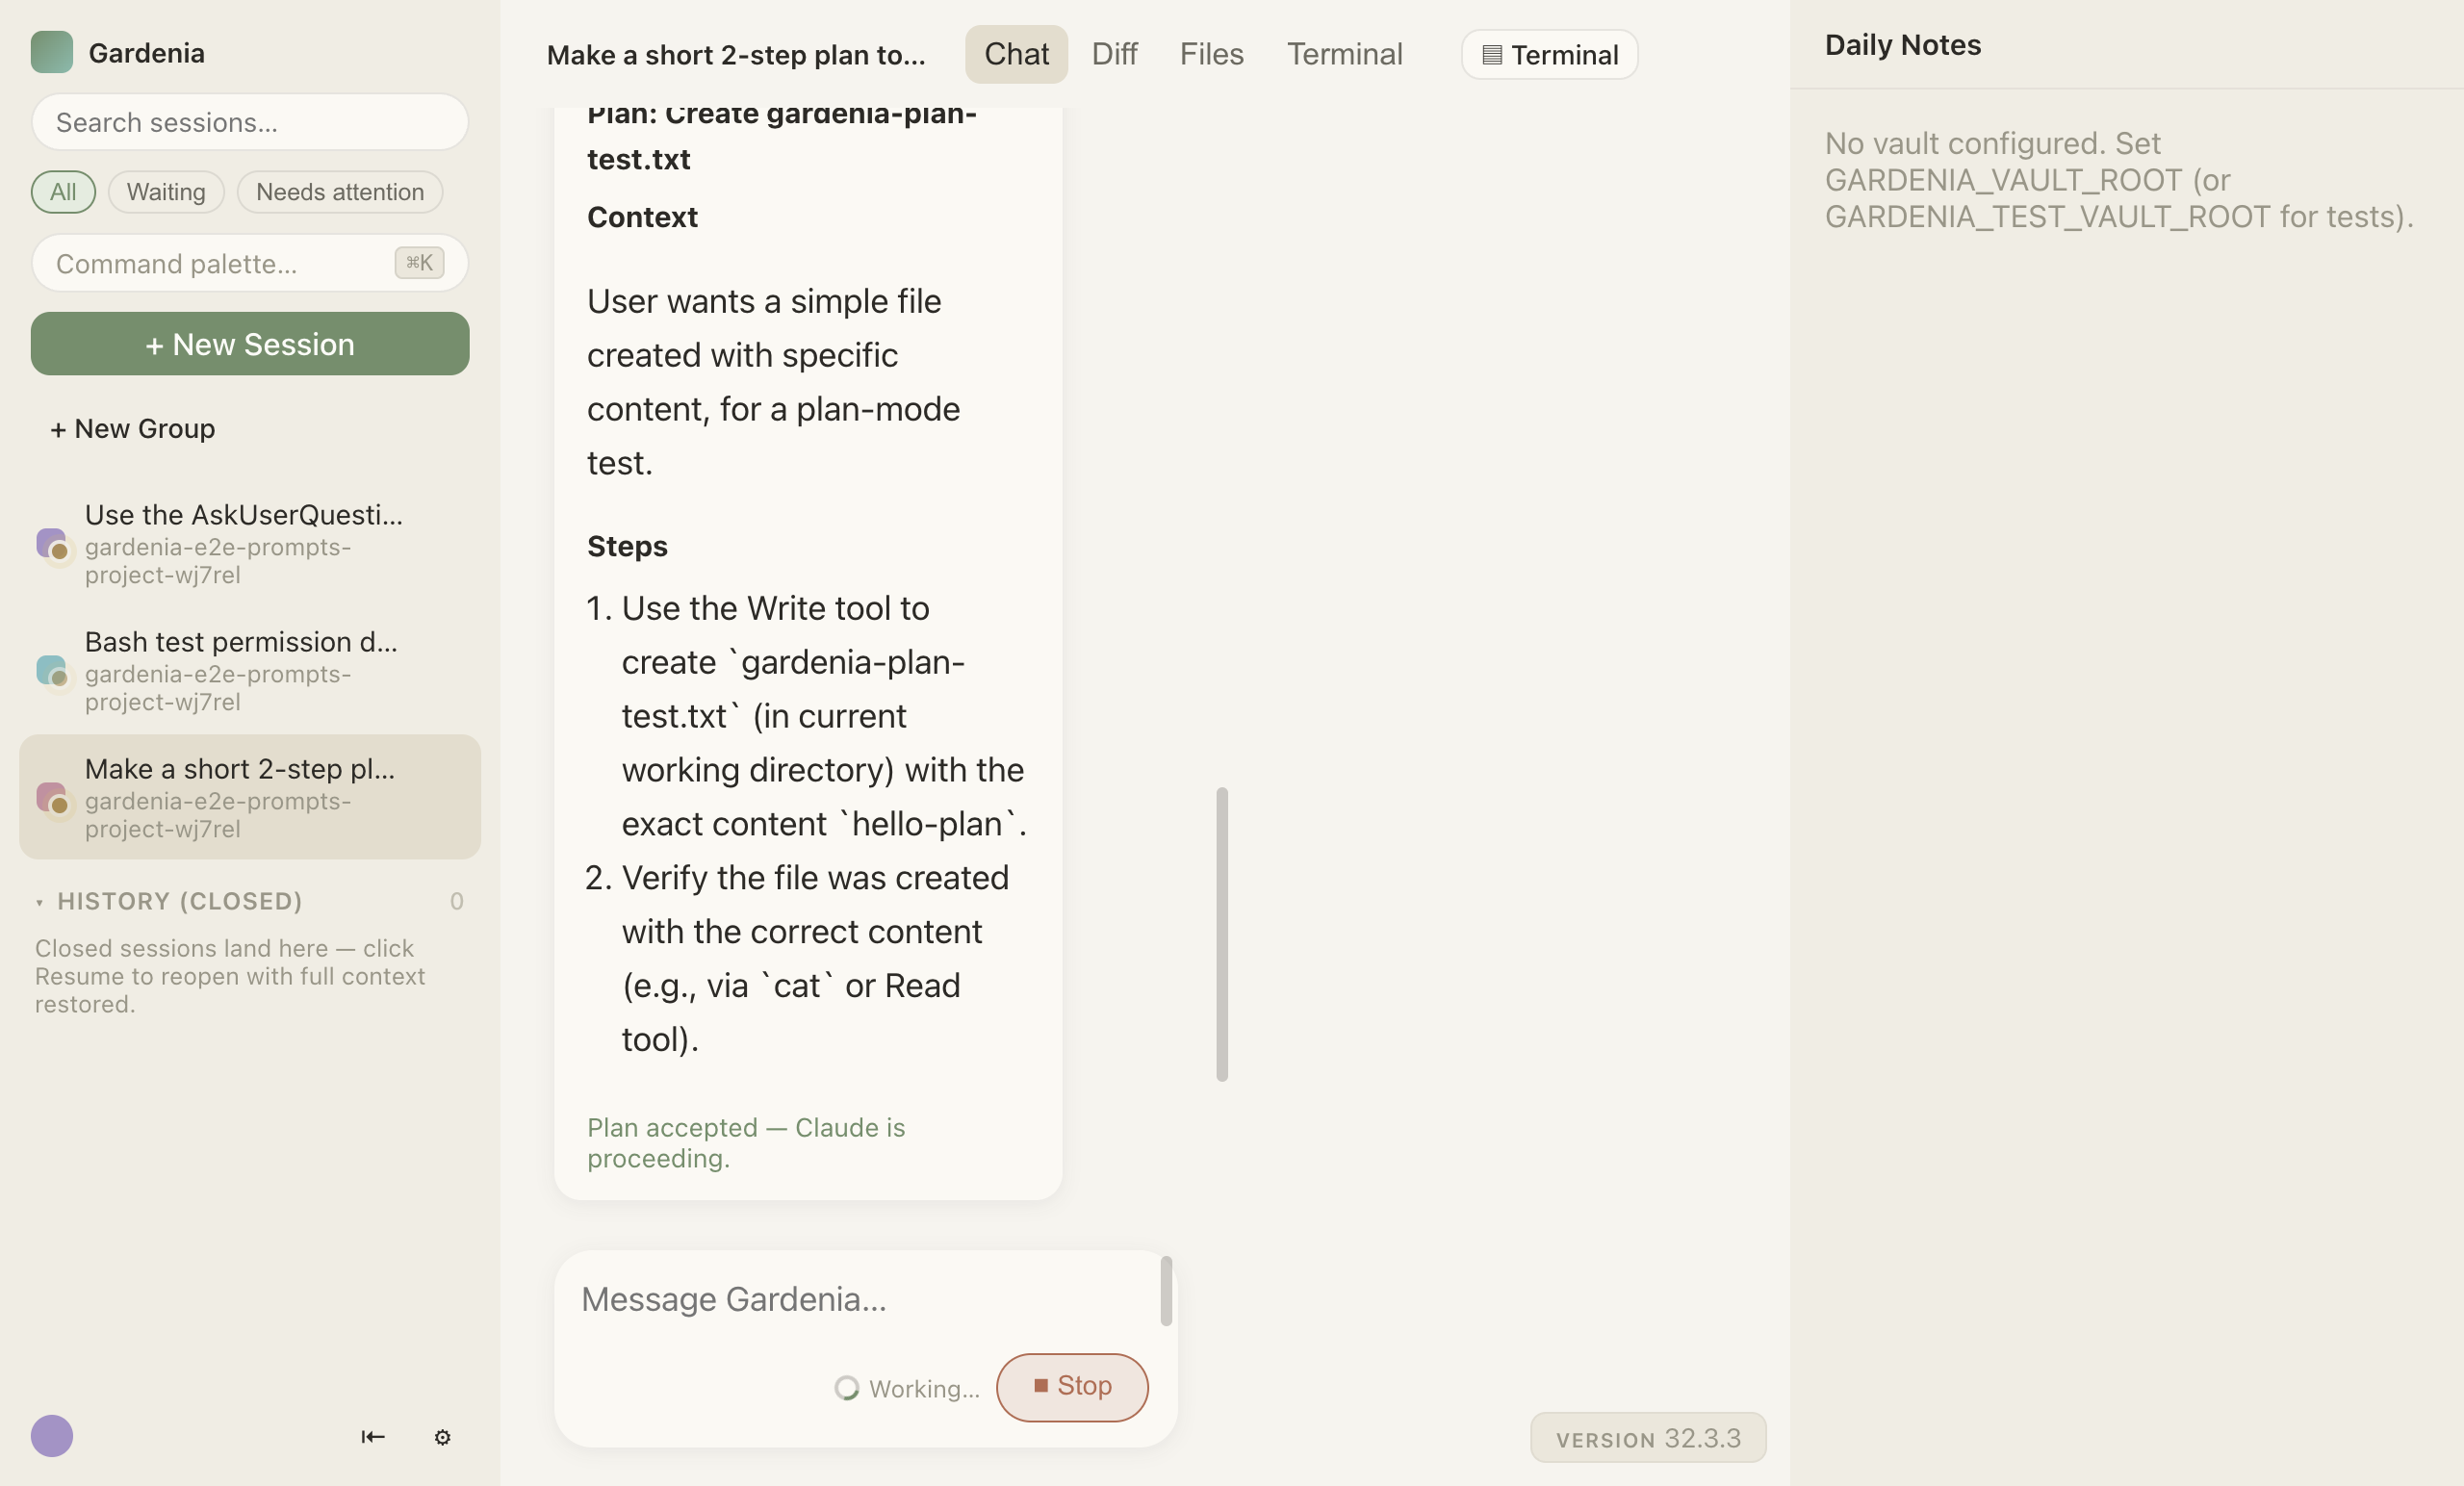 Gardenia
Search sessions...
All
Waiting
Needs attention
Command palette...
⌘K
+ New Session
+ New Group
Use the AskUserQuesti...
gardenia-e2e-prompts-
project-wj7rel
Bash test permission d...
gardenia-e2e-prompts-
project-wj7rel
Make a short 2-step pl...
gardenia-e2e-prompts-
project-wj7rel
HISTORY (CLOSED)
0
Closed sessions land here — click
Resume to reopen with full context
restored.
Make a short 2-step plan to...
Chat
Diff
Files
Terminal
Terminal
Plan: Create gardenia-plan-
test.txt
Context
User wants a simple file
created with specific
content, for a plan-mode
test.
Steps
1. Use the Write tool to
create `gardenia-plan-
test.txt` (in current
working directory) with the
exact content `hello-plan`.
2. Verify the file was created
with the correct content
(e.g., via `cat` or Read
tool).
Plan accepted — Claude is
proceeding.
Message Gardenia...
Working...
Stop
VERSION 32.3.3
Daily Notes
No vault configured. Set
GARDENIA_VAULT_ROOT (or
GARDENIA_TEST_VAULT_ROOT for tests).